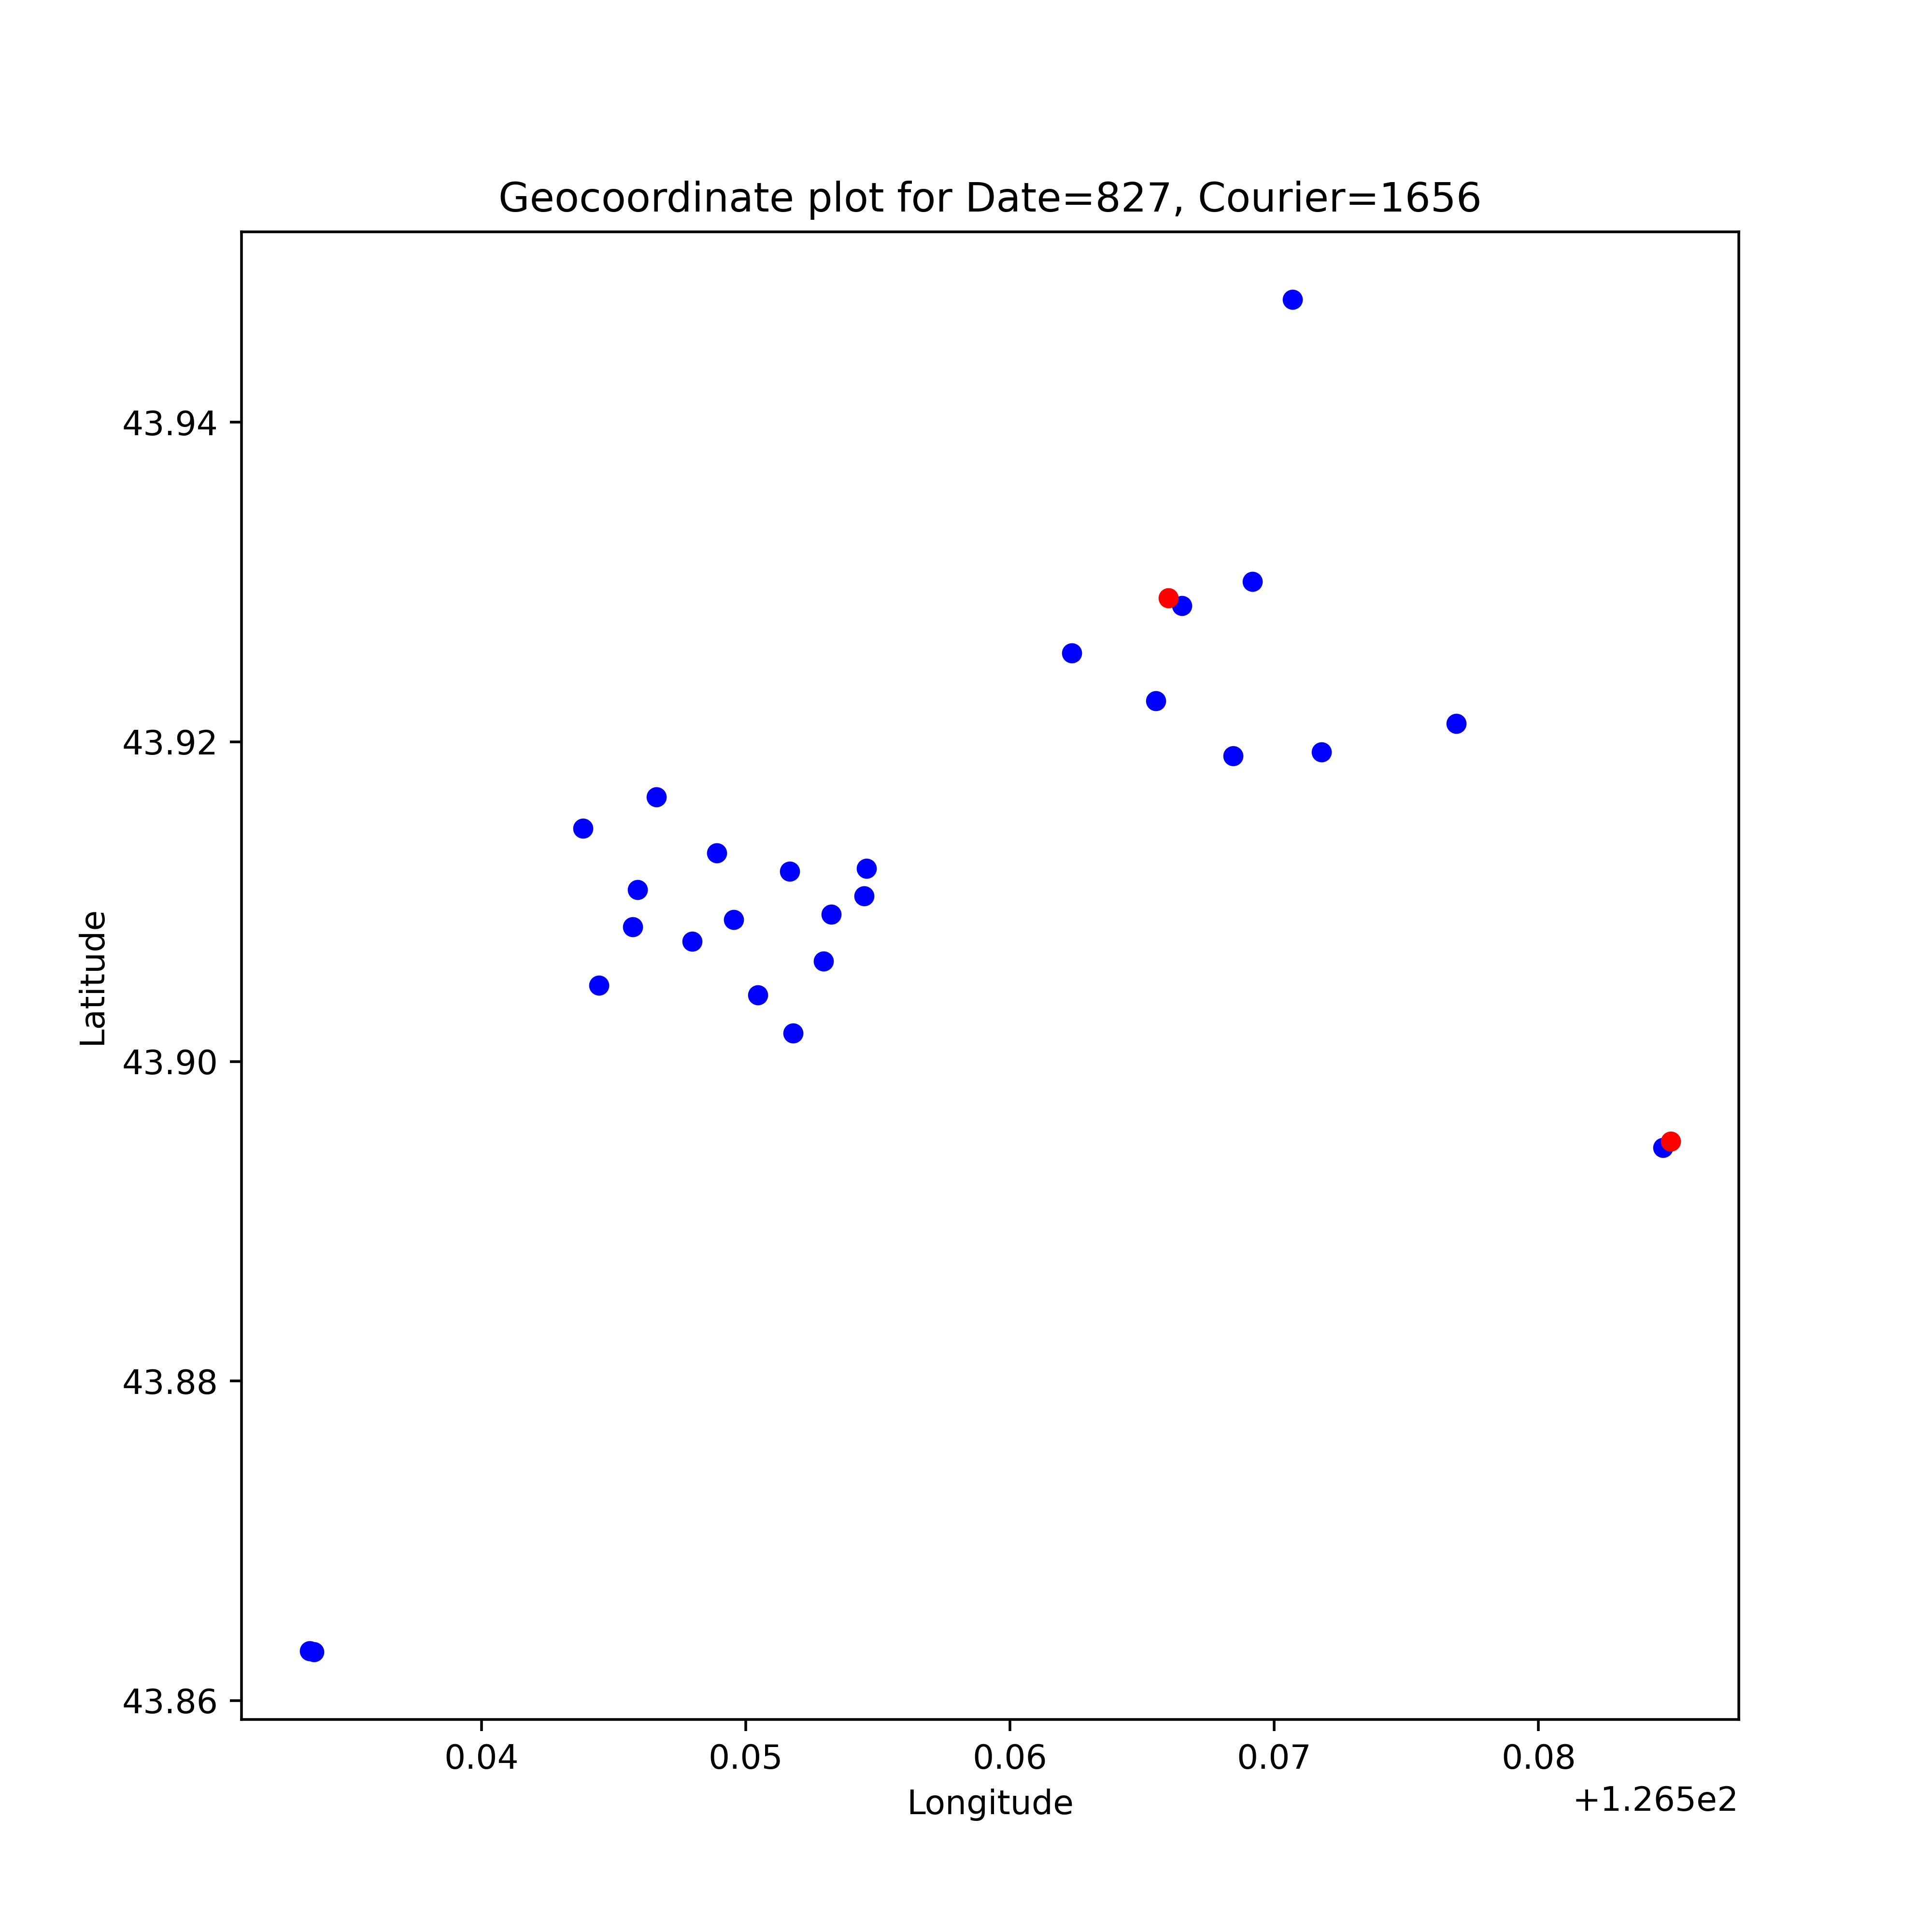 Geocoordinate plot for Date=827, Courier=1656
43.94
43.92
43.90
43.88
43.86
Latitude
0.04 0.05 0.06 0.07 0.08
+1.265e2
Longitude